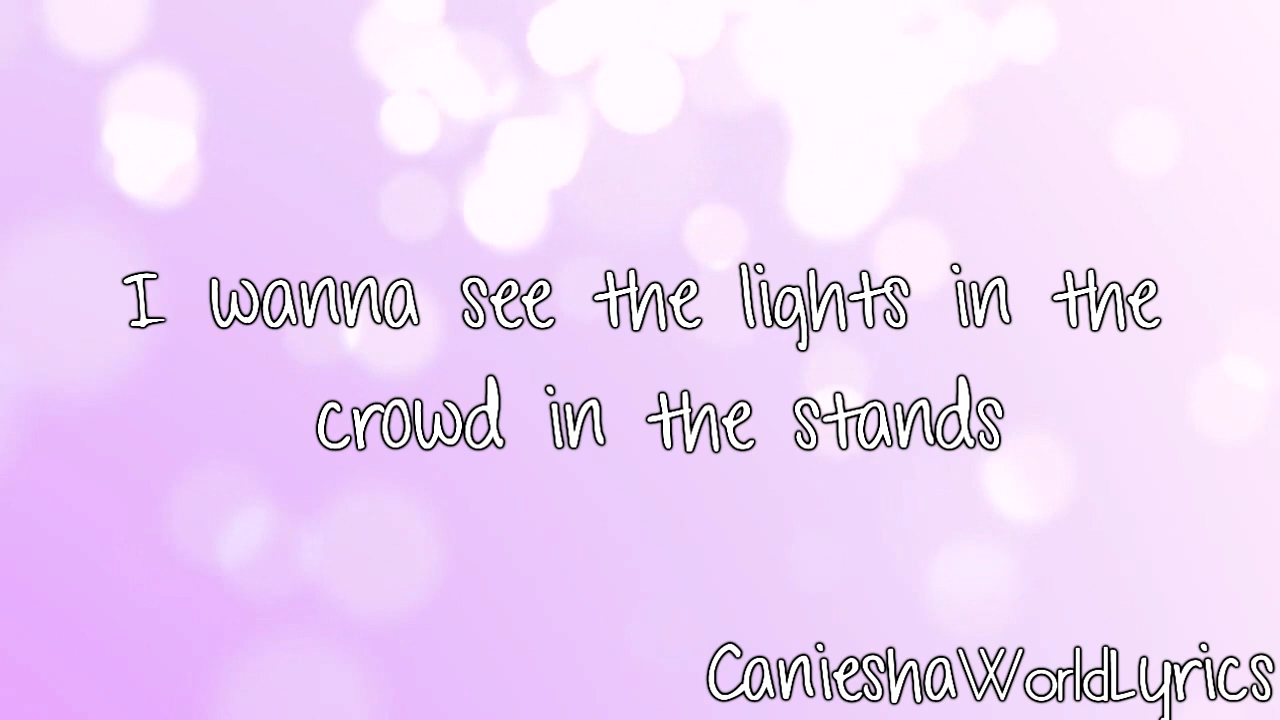 I wanna see the lights in the
crowd in the stands
CanieshaWorldLyrics